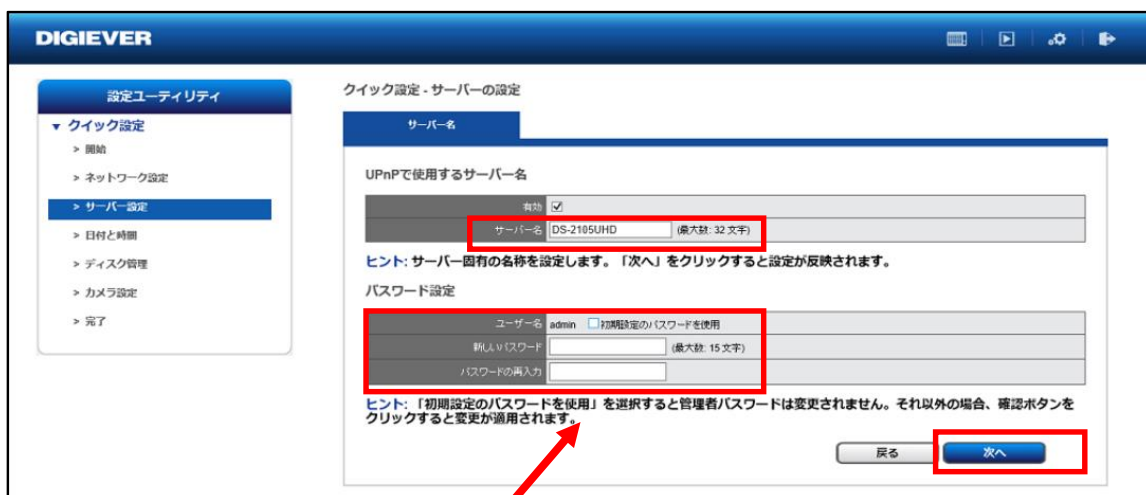 DIGIEVER
設定ユーティリティ
クイック設定
> 開始
> ネットワーク設定
> サーバー設定
> 日付と時間
> ディスク管理
> カメラ設定
> 完了
クイック設定 - サーバーの設定
サーバー名
UPnPで使用するサーバー名
有効
サーバー名 DS-2105UHD (最大数: 32 文字)
ヒント: サーバー固有の名称を設定します。「次へ」をクリックすると設定が反映されます。
パスワード設定
ユーザー名 admin 初期設定のパスワードを使用
新しいパスワード (最大数: 15 文字)
パスワードの再入力
ヒント: 「初期設定のパスワードを使用」を選択すると管理者パスワードは変更されません。それ以外の場合、確認ボタンを
クリックすると変更が適用されます。
戻る 次へ